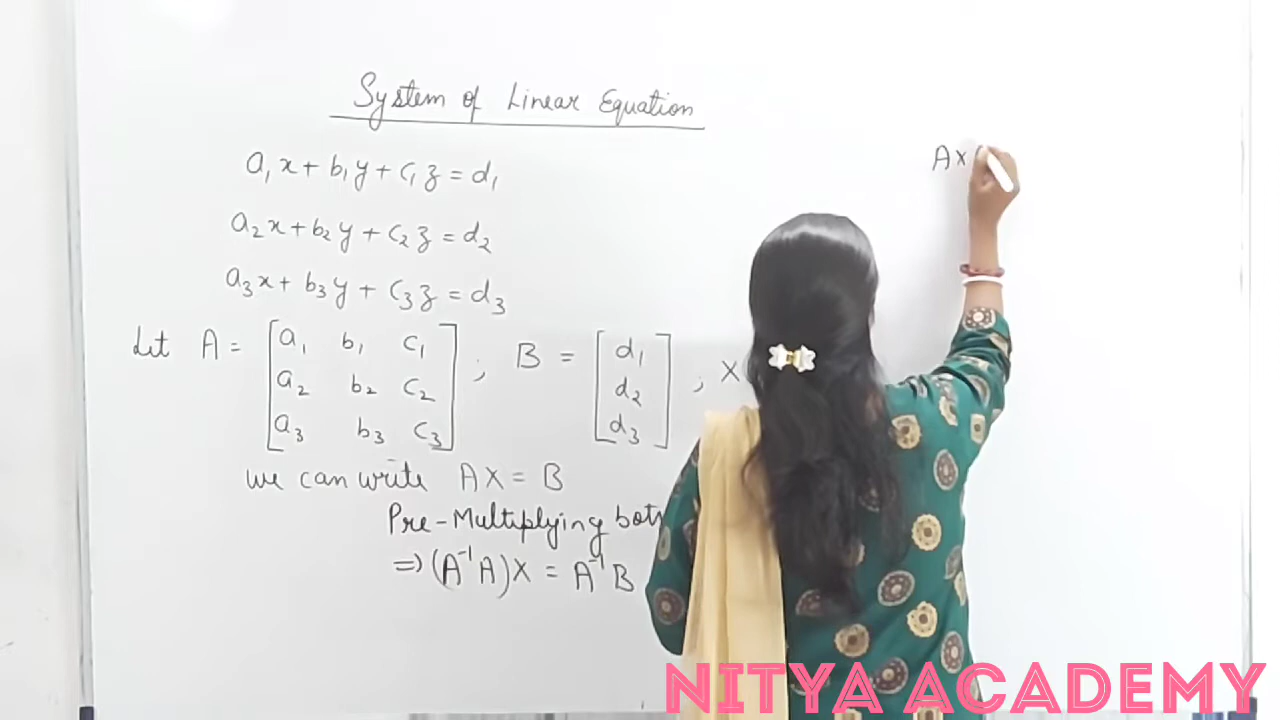 System of Linear Equation
a₁x + b₁y + c₁z = d₁
a₂x + b₂y + c₂z = d₂
a₃x + b₃y + c₃z = d₃
Let A = [a₁ b₁ c₁ ; B = [d₁ ; X
a₂ b₂ c₂ d₂
a₃ b₃ c₃] d₃]
we can write AX = B
Pre-Multiplying both
⇒ (A⁻¹A)X = A⁻¹B
AX
NITYA ACADEMY